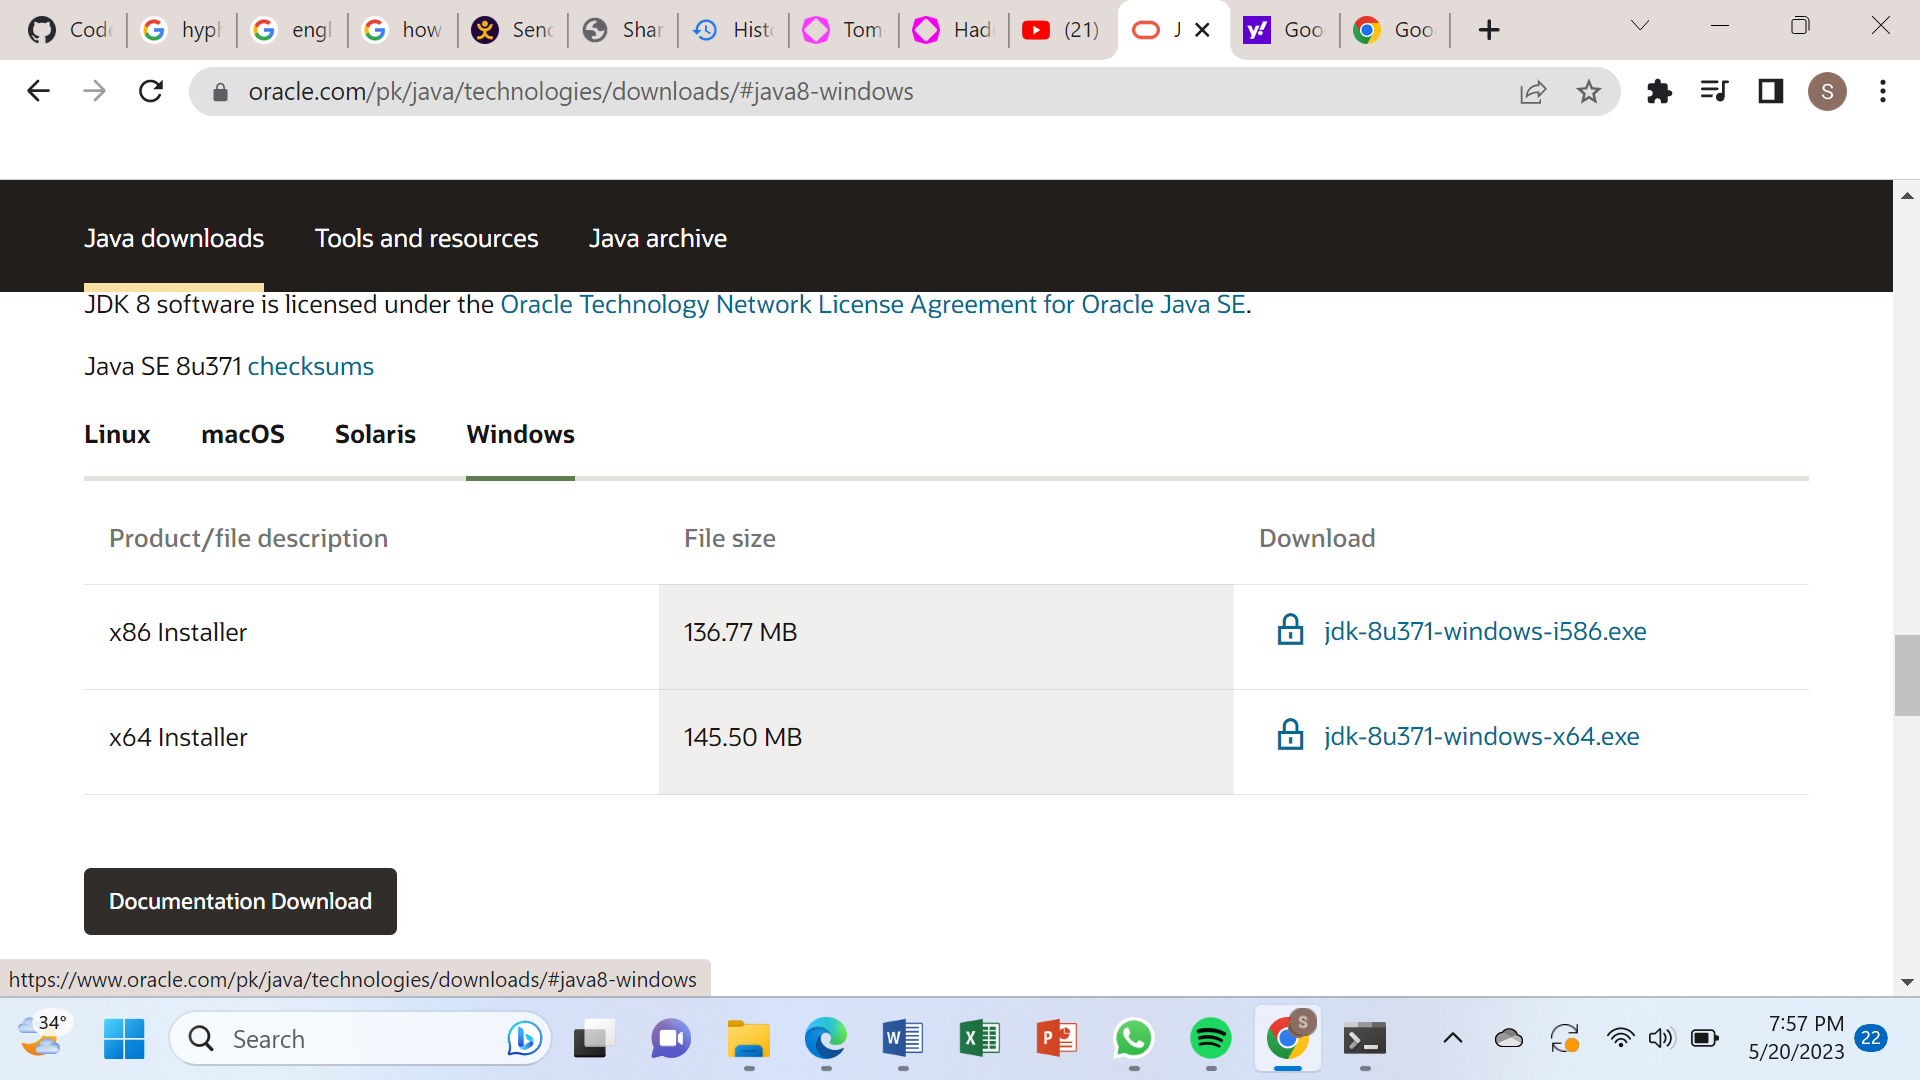 Code
hyph
engl
how
Send
Shar
Histo
Tom
Had
(21)
J
Goo
Goo
oracle.com/pk/java/technologies/downloads/#java8-windows
S
Java downloads
Tools and resources
Java archive
JDK 8 software is licensed under the Oracle Technology Network License Agreement for Oracle Java SE.
Java SE 8u371 checksums
Linux
macOS
Solaris
Windows
Product/file description
File size
Download
x86 Installer
136.77 MB
jdk-8u371-windows-i586.exe
x64 Installer
145.50 MB
jdk-8u371-windows-x64.exe
Documentation Download
https://www.oracle.com/pk/java/technologies/downloads/#java8-windows
34°
Search
S
7:57 PM
5/20/2023
22